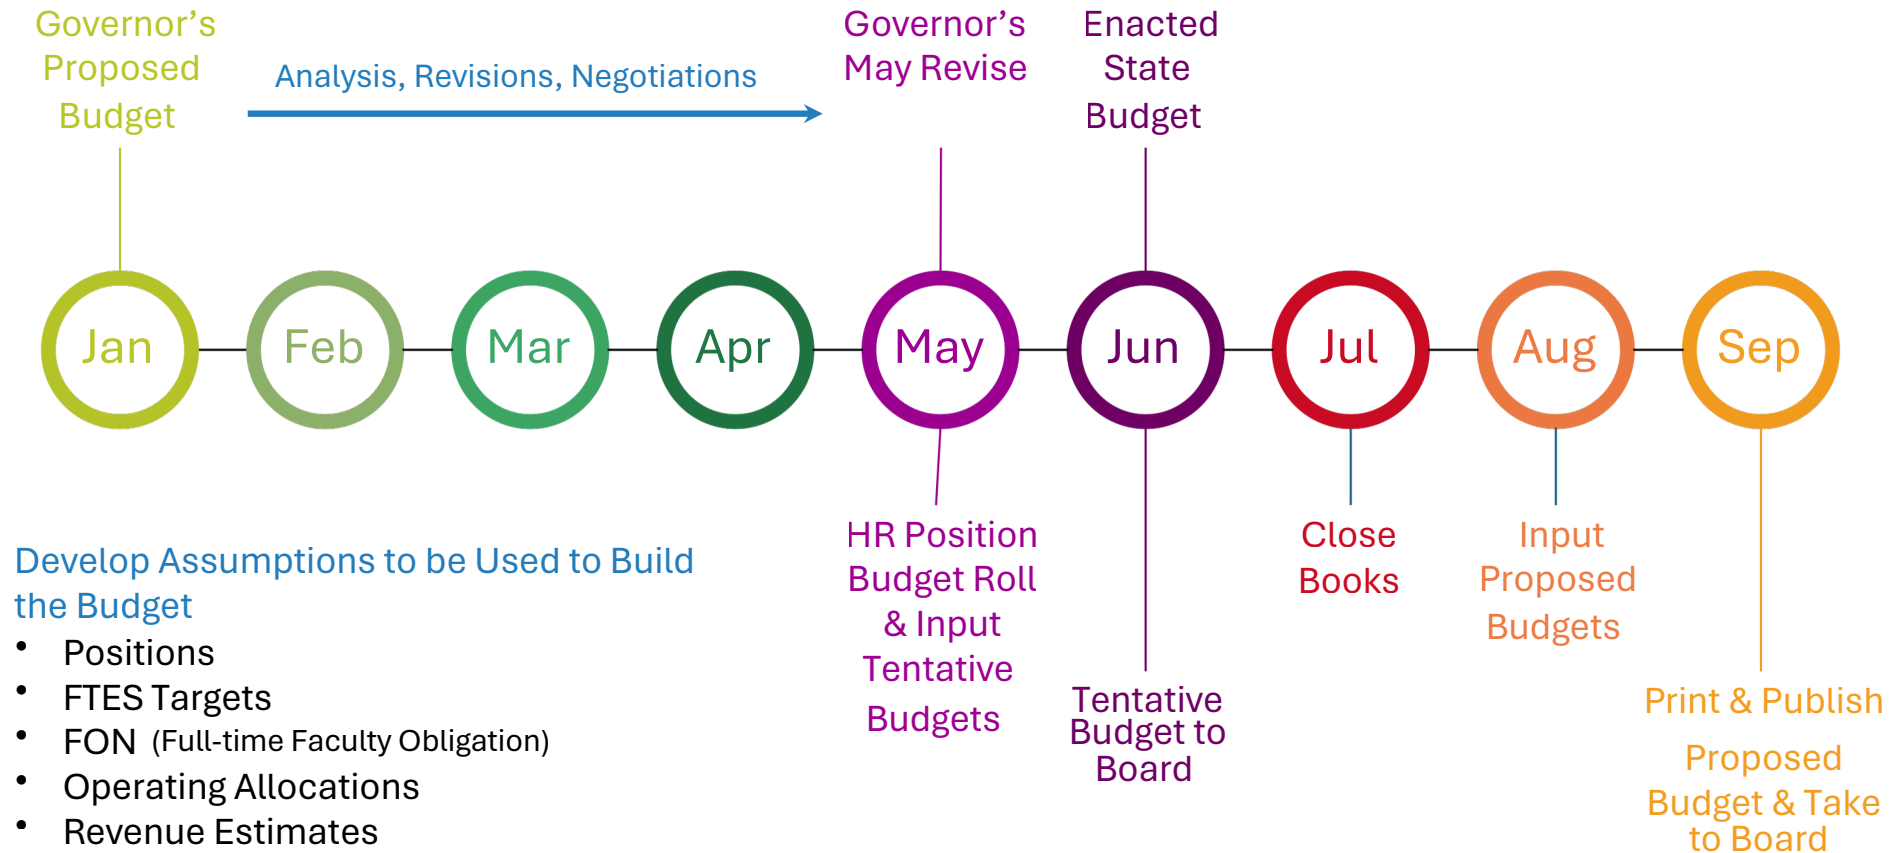 Governor’s
Proposed
Budget
Analysis, Revisions, Negotiations
Governor’s
May Revise
Enacted
State
Budget
Jan
Feb
Mar
Apr
May
Jun
Jul
Aug
Sep
Develop Assumptions to be Used to Build
the Budget
• Positions
• FTES Targets
• FON (Full-time Faculty Obligation)
• Operating Allocations
• Revenue Estimates
HR Position
Budget Roll
& Input
Tentative
Budgets
Tentative
Budget to
Board
Close
Books
Input
Proposed
Budgets
Print & Publish
Proposed
Budget & Take
to Board